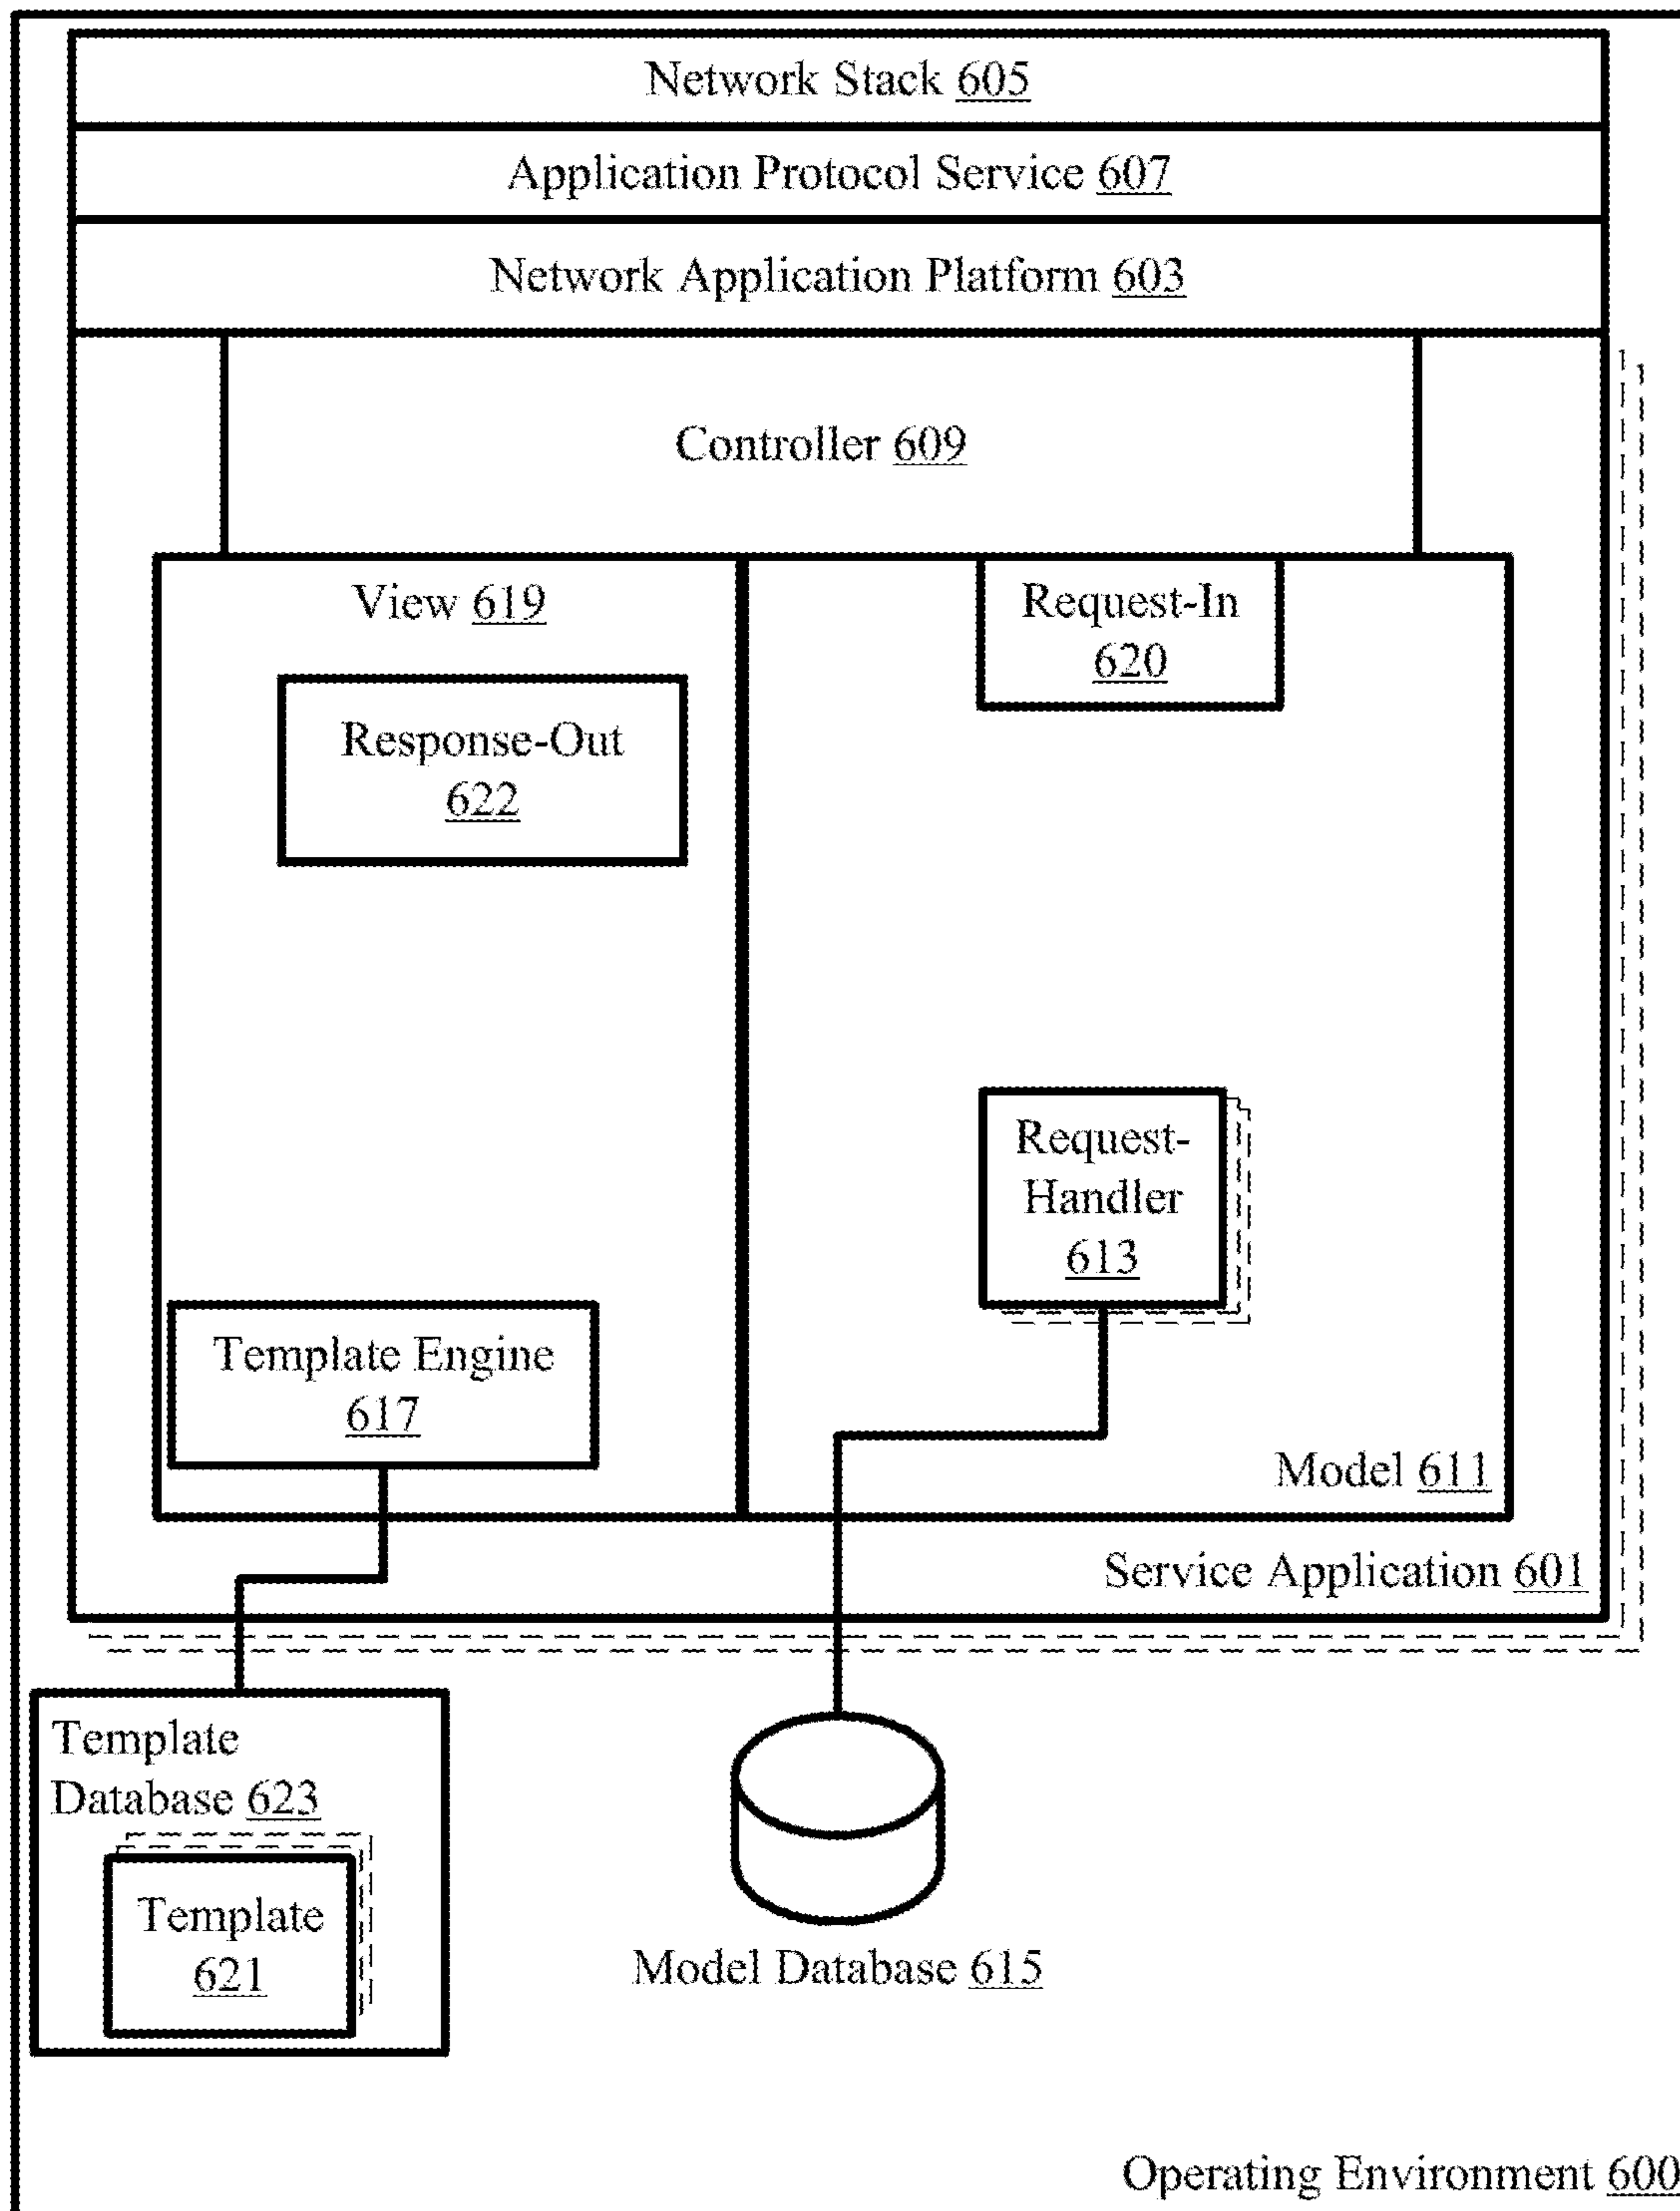 Network Stack 605
Application Protocol Service 607
Network Application Platform 603
Controller 609
View 619
Request-In
620
Response-Out
622
Request-
Handler
613
Template Engine
617
Model 611
Service Application 601
Template
Database 623
Template
621
Model Database 615
Operating Environment 600